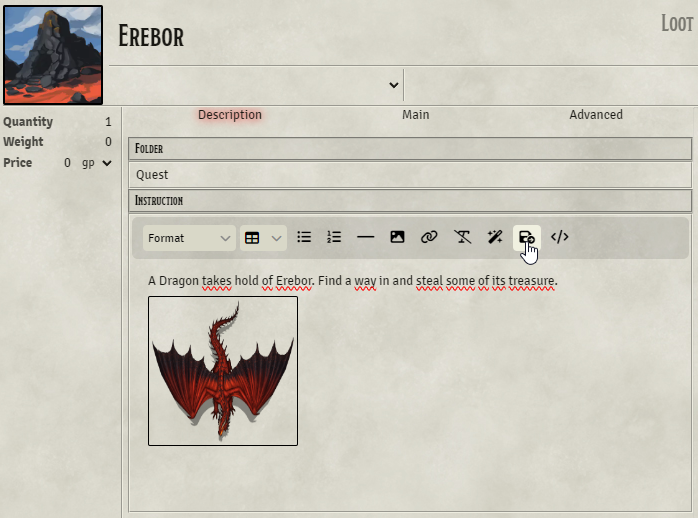 Erebor
Loot
Quantity 1
Weight 0
Price 0 gp
Description Main Advanced
Folder
Quest
Instruction
Format
A Dragon takes hold of Erebor. Find a way in and steal some of its treasure.